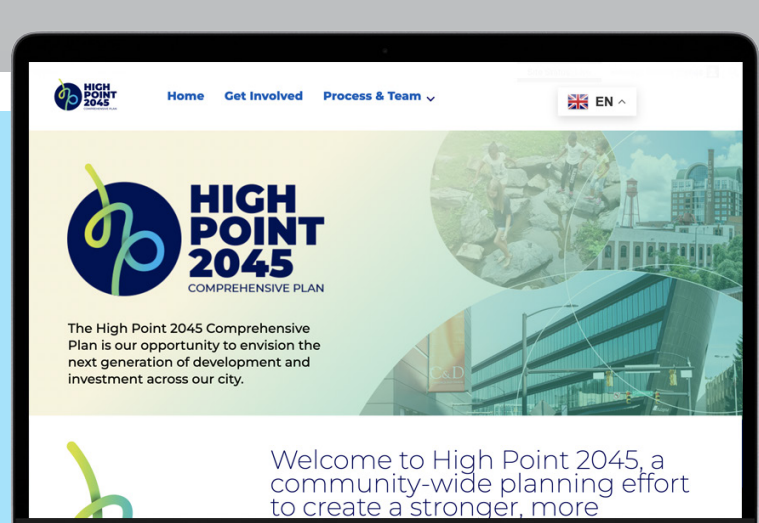 HIGH
POINT
2045
COMPREHENSIVE PLAN
Home Get Involved Process & Team
EN
HIGH
POINT
2045
COMPREHENSIVE PLAN
The High Point 2045 Comprehensive
Plan is our opportunity to envision the
next generation of development and
investment across our city.
C&D
Welcome to High Point 2045, a
community-wide planning effort
to create a stronger, more